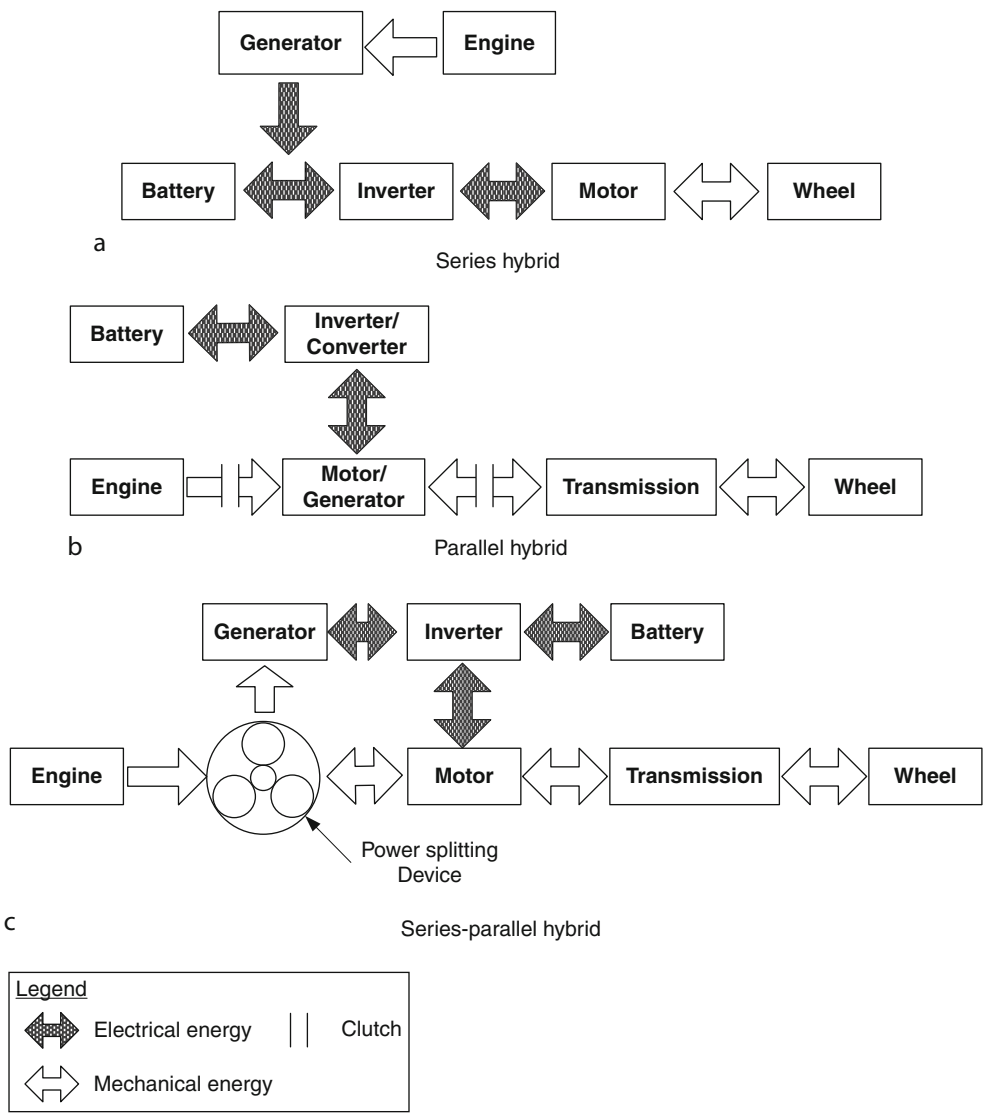 Generator
Engine
Battery
Inverter
Motor
Wheel
a
Series hybrid
Battery
Inverter/
Converter
Engine
Motor/
Generator
Transmission
Wheel
b
Parallel hybrid
Generator
Inverter
Battery
Engine
Motor
Transmission
Wheel
Power splitting
Device
c
Series-parallel hybrid
Legend
Electrical energy
Clutch
Mechanical energy